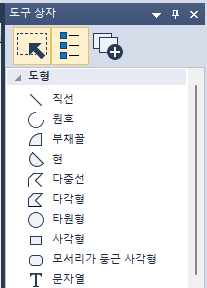 도구 상자
도형
직선
원호
부채꼴
현
다중선
다각형
타원형
사각형
모서리가 둥근 사각형
문자열